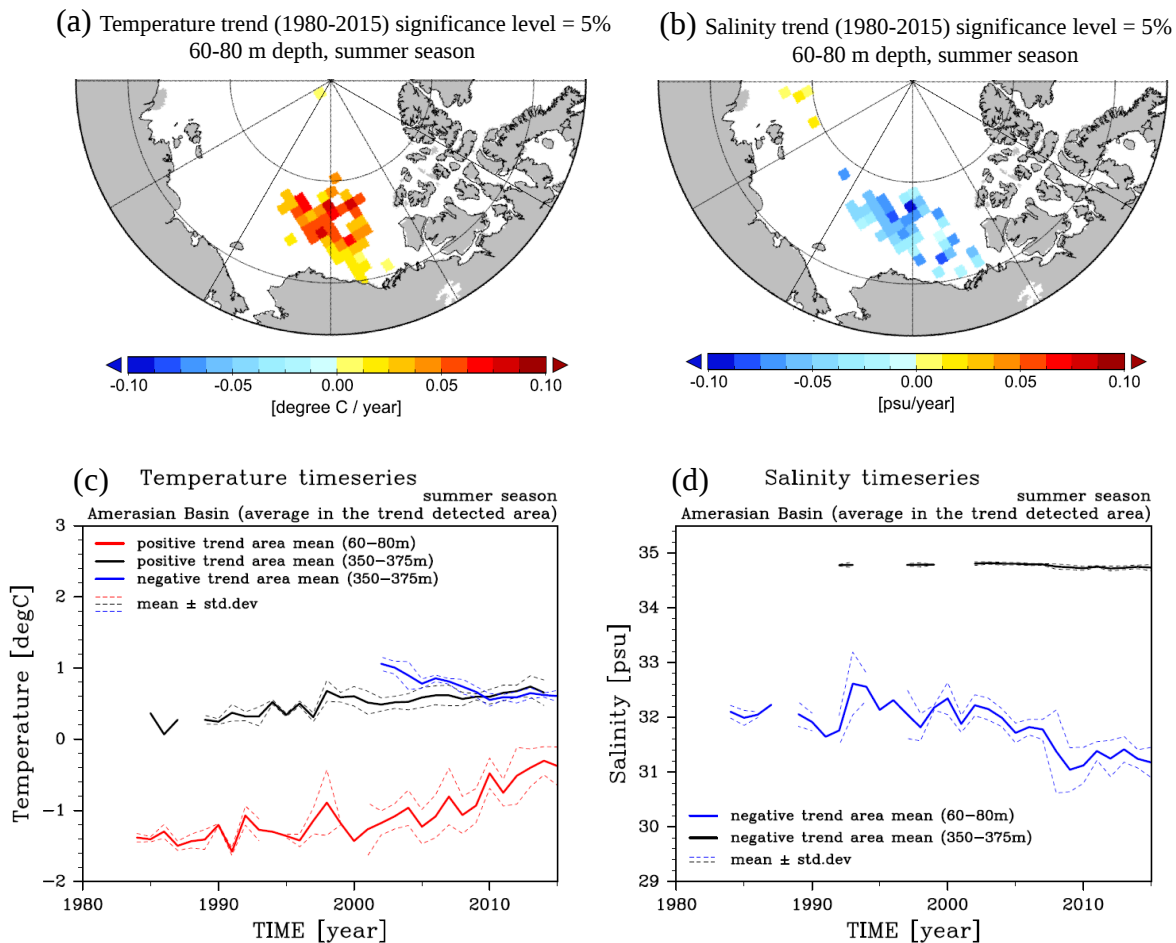 (a) Temperature trend (1980-2015) significance level = 5%
60-80 m depth, summer season
-0.10 -0.05 0.00 0.05 0.10
[degree C / year]
(b) Salinity trend (1980-2015) significance level = 5%
60-80 m depth, summer season
-0.10 -0.05 0.00 0.05 0.10
[psu/year]
(c) Temperature timeseries
summer season
Amerasian Basin (average in the trend detected area)
positive trend area mean (60−80m)
positive trend area mean (350−375m)
negative trend area mean (350−375m)
mean ± std.dev
Temperature [degC]
3
2
1
0
−1
−2
1980 1990 2000 2010
TIME [year]
(d) Salinity timeseries
summer season
Amerasian Basin (average in the trend detected area)
Salinity [psu]
35
34
33
32
31
30
29
negative trend area mean (60−80m)
negative trend area mean (350−375m)
mean ± std.dev
1980 1990 2000 2010
TIME [year]